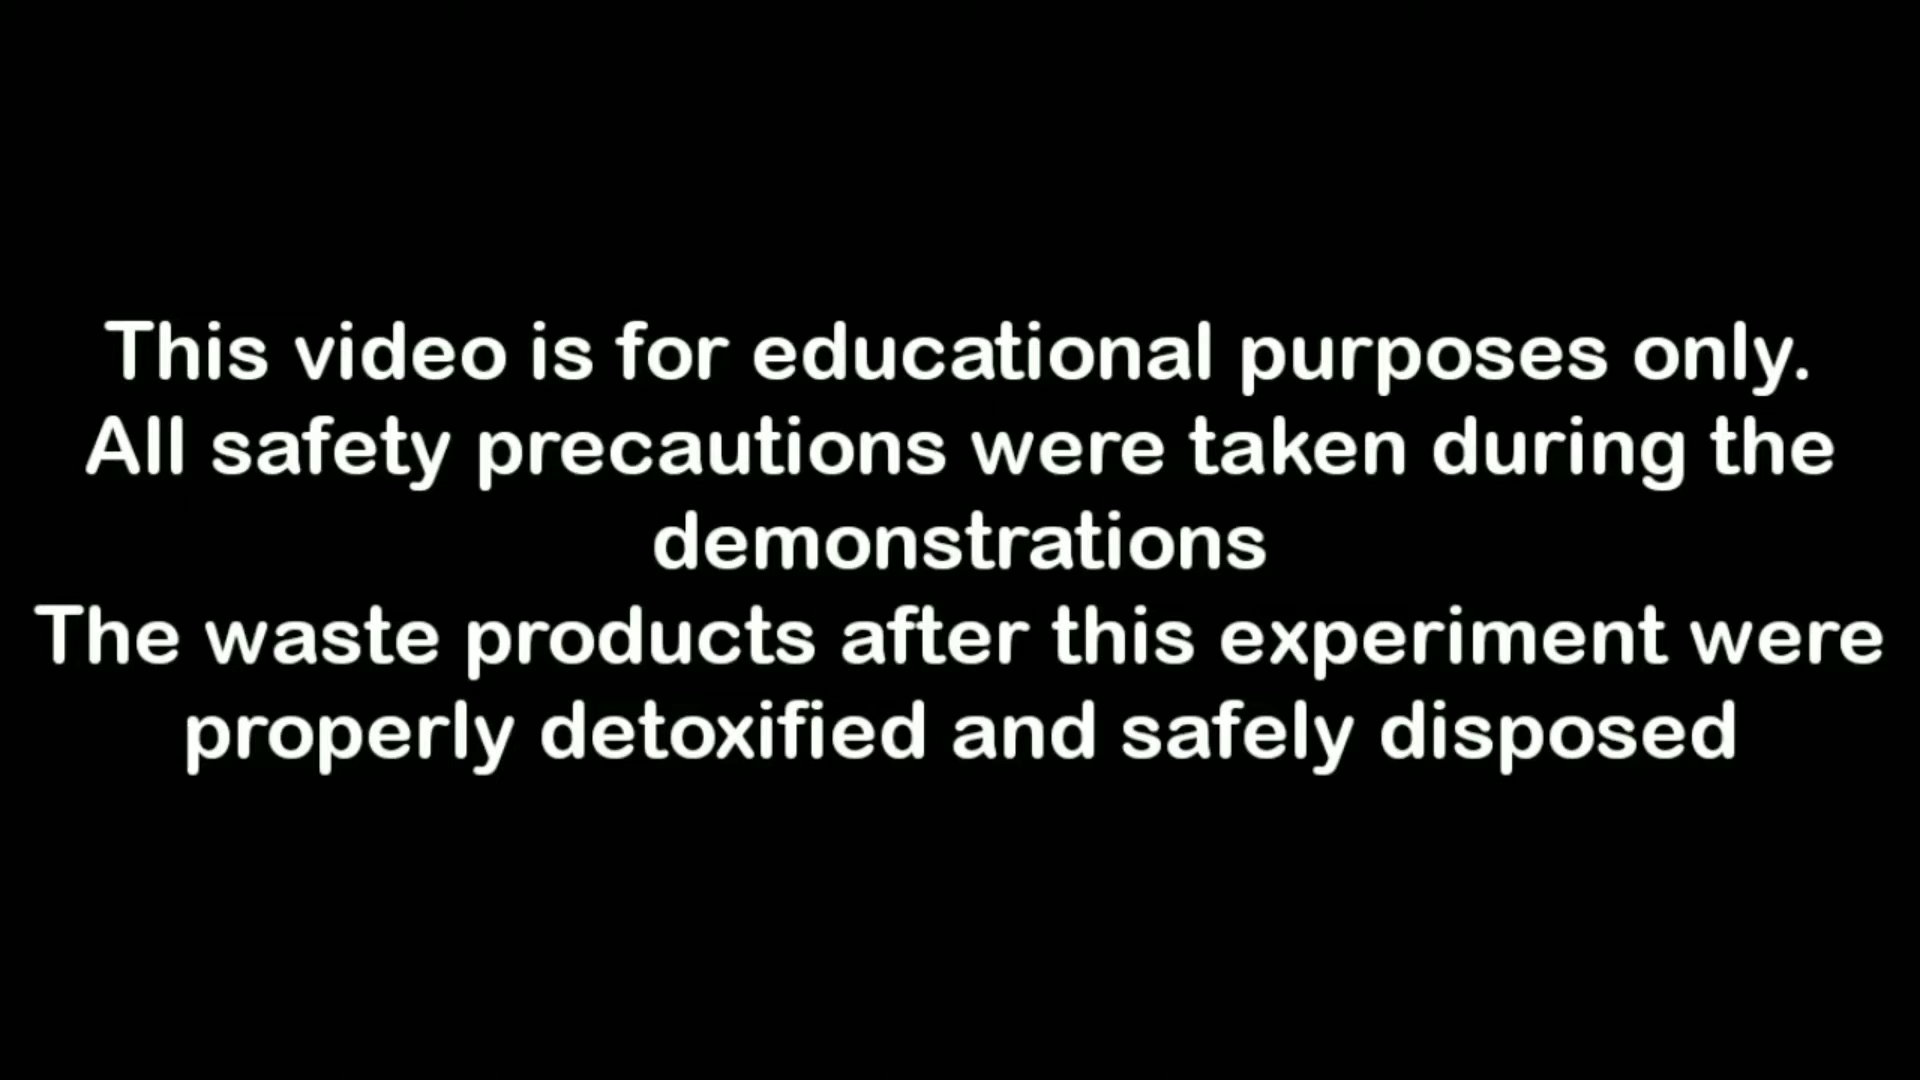 This video is for educational purposes only.
All safety precautions were taken during the
demonstrations
The waste products after this experiment were
properly detoxified and safely disposed